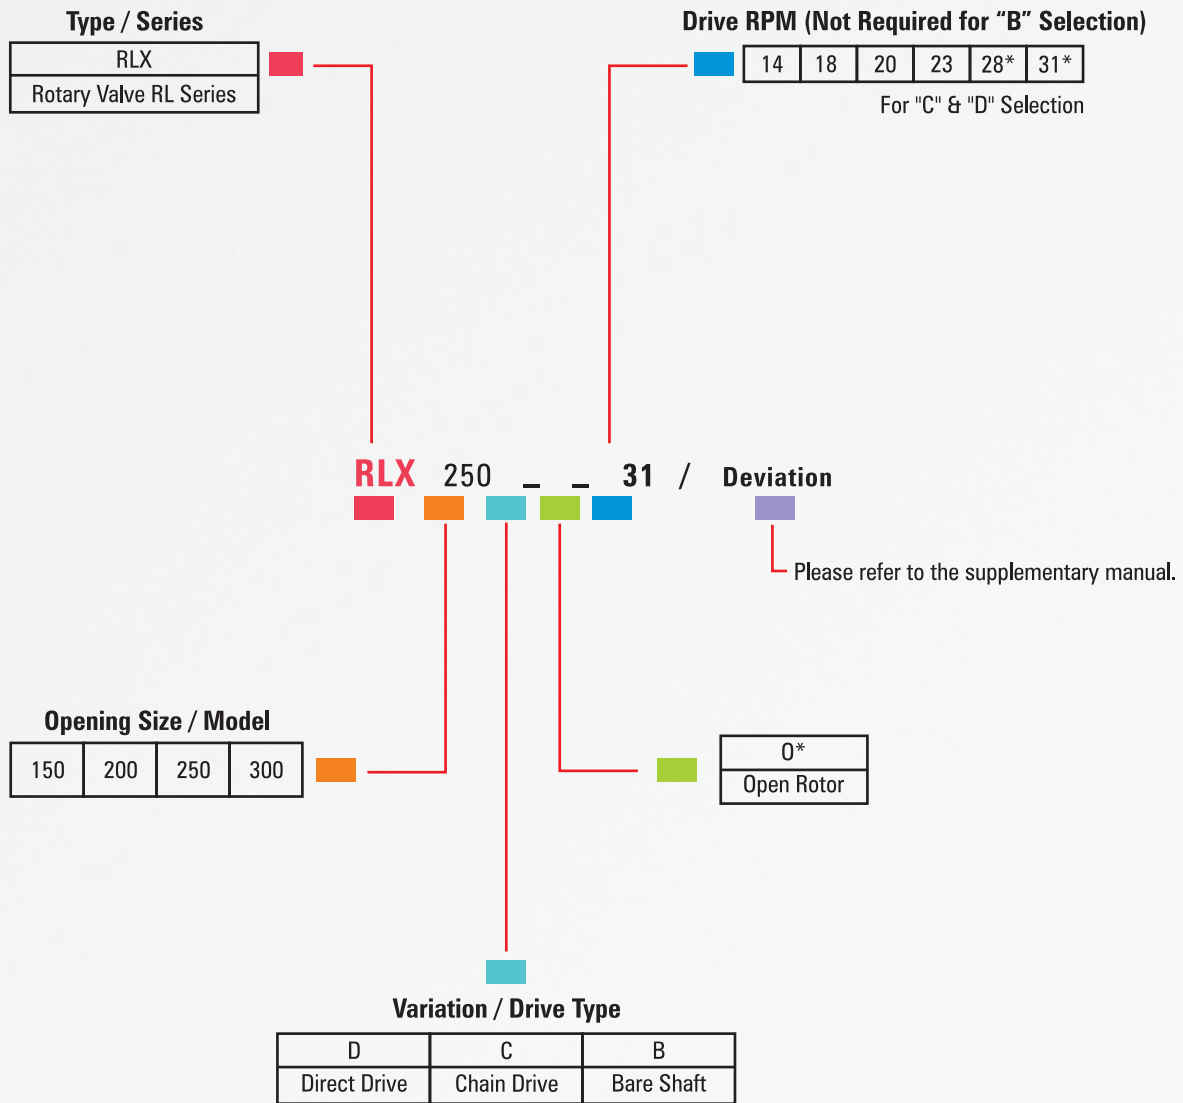 Type / Series
RLX
Rotary Valve RL Series
Drive RPM (Not Required for “B” Selection)
14 18 20 23 28* 31*
For "C" & "D" Selection
RLX 250 _ _ 31 / Deviation
Please refer to the supplementary manual.
Opening Size / Model
150 200 250 300
O*
Open Rotor
Variation / Drive Type
D C B
Direct Drive Chain Drive Bare Shaft